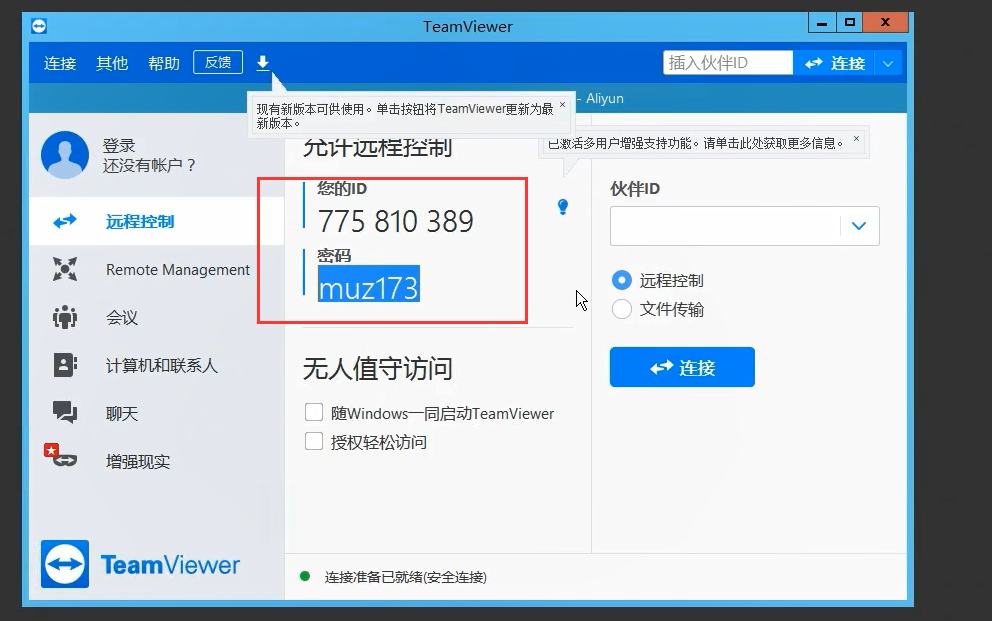 TeamViewer
连接 其他 帮助 反馈 插入伙伴ID 连接
- Aliyun
现有新版本可供使用。单击按钮将TeamViewer更新为最
新版本。
已激活多用户增强支持功能。请单击此处获取更多信息。
登录
还没有帐户？
远程控制
Remote Management
会议
计算机和联系人
聊天
增强现实
TeamViewer
允许远程控制
您的ID
775 810 389
密码
muz173
无人值守访问
随Windows一同启动TeamViewer
授权轻松访问
伙伴ID
远程控制
文件传输
连接
连接准备已就绪(安全连接)